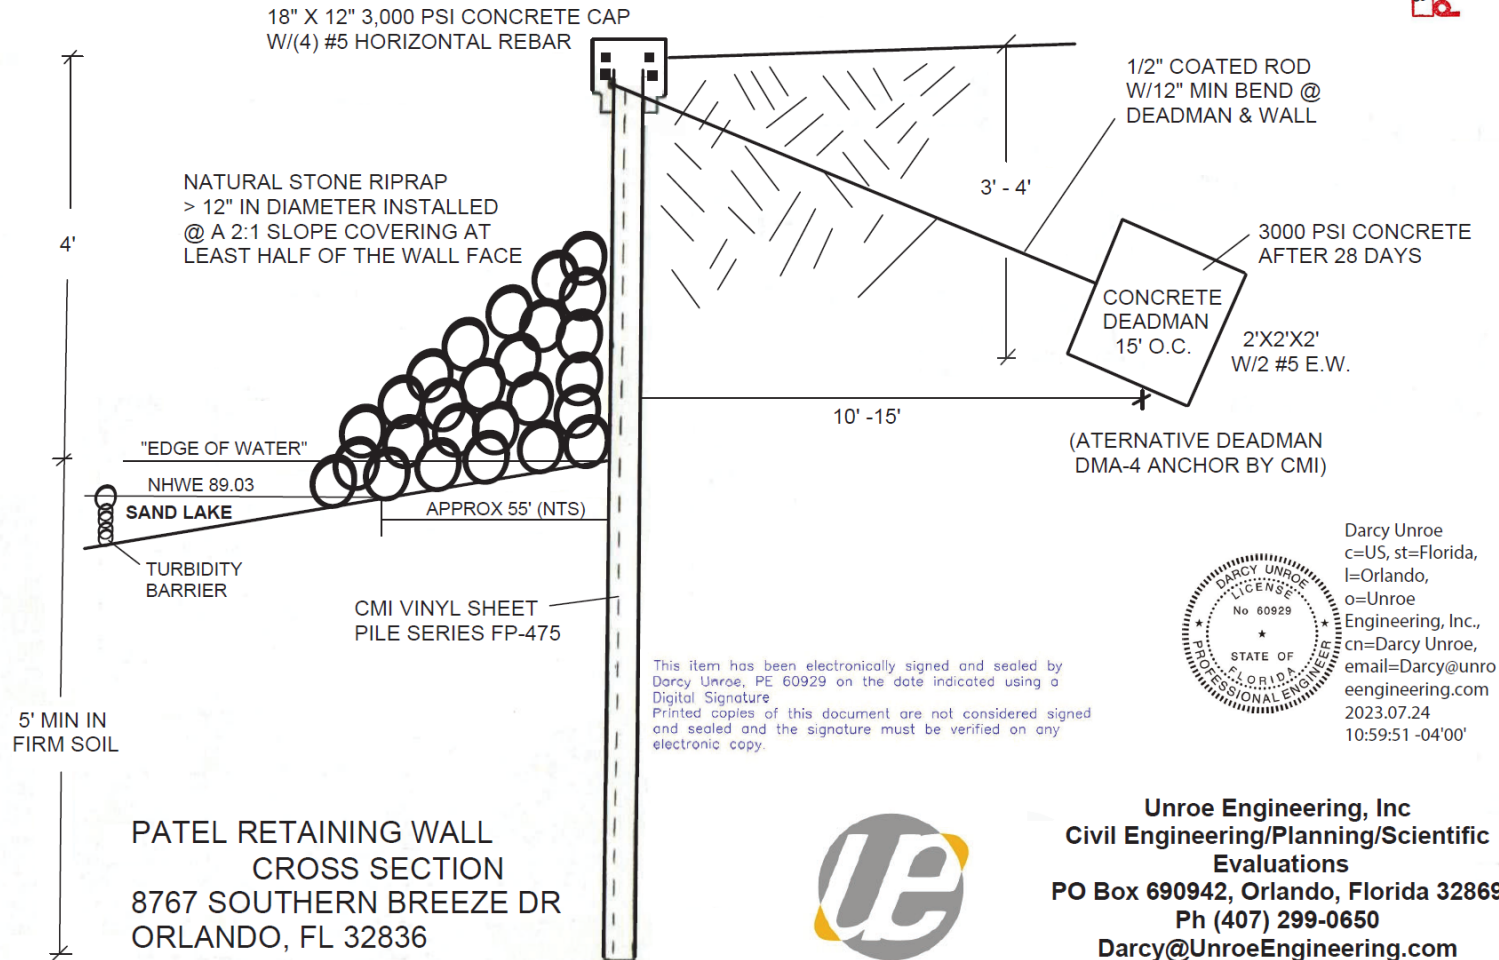 18" X 12" 3,000 PSI CONCRETE CAP
W/(4) #5 HORIZONTAL REBAR
1/2" COATED ROD
W/12" MIN BEND @
DEADMAN & WALL
NATURAL STONE RIPRAP
> 12" IN DIAMETER INSTALLED
@ A 2:1 SLOPE COVERING AT
LEAST HALF OF THE WALL FACE
3' - 4'
4'
3000 PSI CONCRETE
AFTER 28 DAYS
CONCRETE
DEADMAN
15' O.C.
2'X2'X2'
W/2 #5 E.W.
10' -15'
(ATERNATIVE DEADMAN
DMA-4 ANCHOR BY CMI)
"EDGE OF WATER"
NHWE 89.03
SAND LAKE
APPROX 55' (NTS)
TURBIDITY
BARRIER
CMI VINYL SHEET
PILE SERIES FP-475
5' MIN IN
FIRM SOIL
This item has been electronically signed and sealed by
Darcy Unroe, PE 60929 on the date indicated using a
Digital Signature
Printed copies of this document are not considered signed
and sealed and the signature must be verified on any
electronic copy.
DARCY UNROE
LICENSE
No 60929
STATE OF
FLORIDA
PROFESSIONAL ENGINEER
Darcy Unroe
c=US, st=Florida,
l=Orlando,
o=Unroe
Engineering, Inc.,
cn=Darcy Unroe,
email=Darcy@unro
eengineering.com
2023.07.24
10:59:51 -04'00'
PATEL RETAINING WALL
CROSS SECTION
8767 SOUTHERN BREEZE DR
ORLANDO, FL 32836
ue
Unroe Engineering, Inc
Civil Engineering/Planning/Scientific
Evaluations
PO Box 690942, Orlando, Florida 32869
Ph (407) 299-0650
Darcy@UnroeEngineering.com